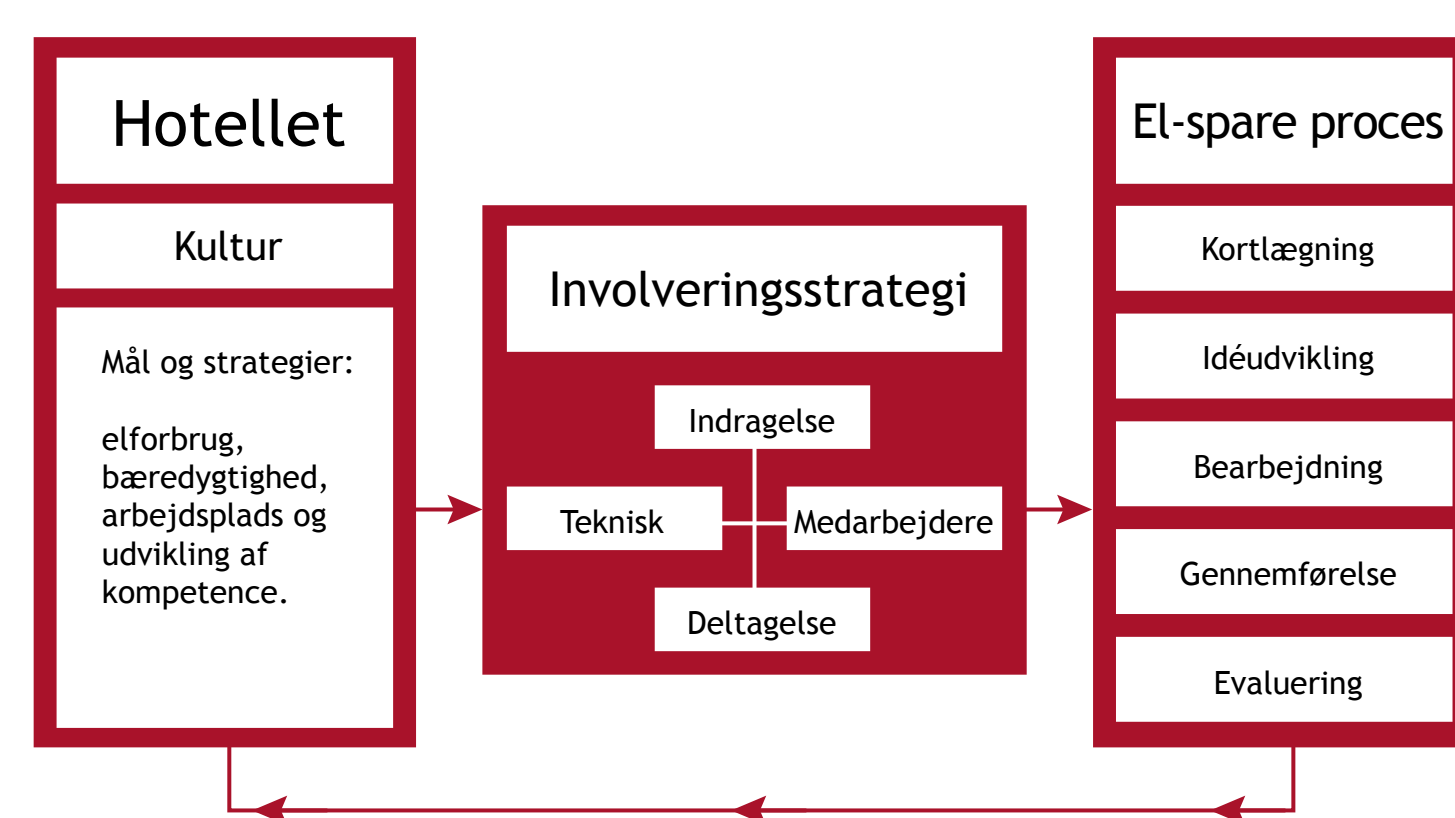 Hotellet
Kultur
Mål og strategier:
elforbrug,
bæredygtighed,
arbejdsplads og
udvikling af
kompetence.
Involveringsstrategi
Indragelse
Teknisk
Medarbejdere
Deltagelse
El-spare proces
Kortlægning
Idéudvikling
Bearbejdning
Gennemførelse
Evaluering